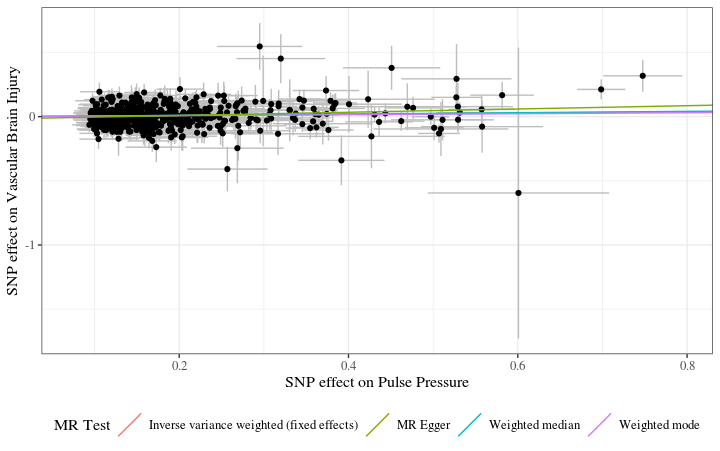 SNP effect on Vascular Brain Injury
0
-1
0.2
0.4
0.6
0.8
SNP effect on Pulse Pressure
MR Test
Inverse variance weighted (fixed effects)
MR Egger
Weighted median
Weighted mode